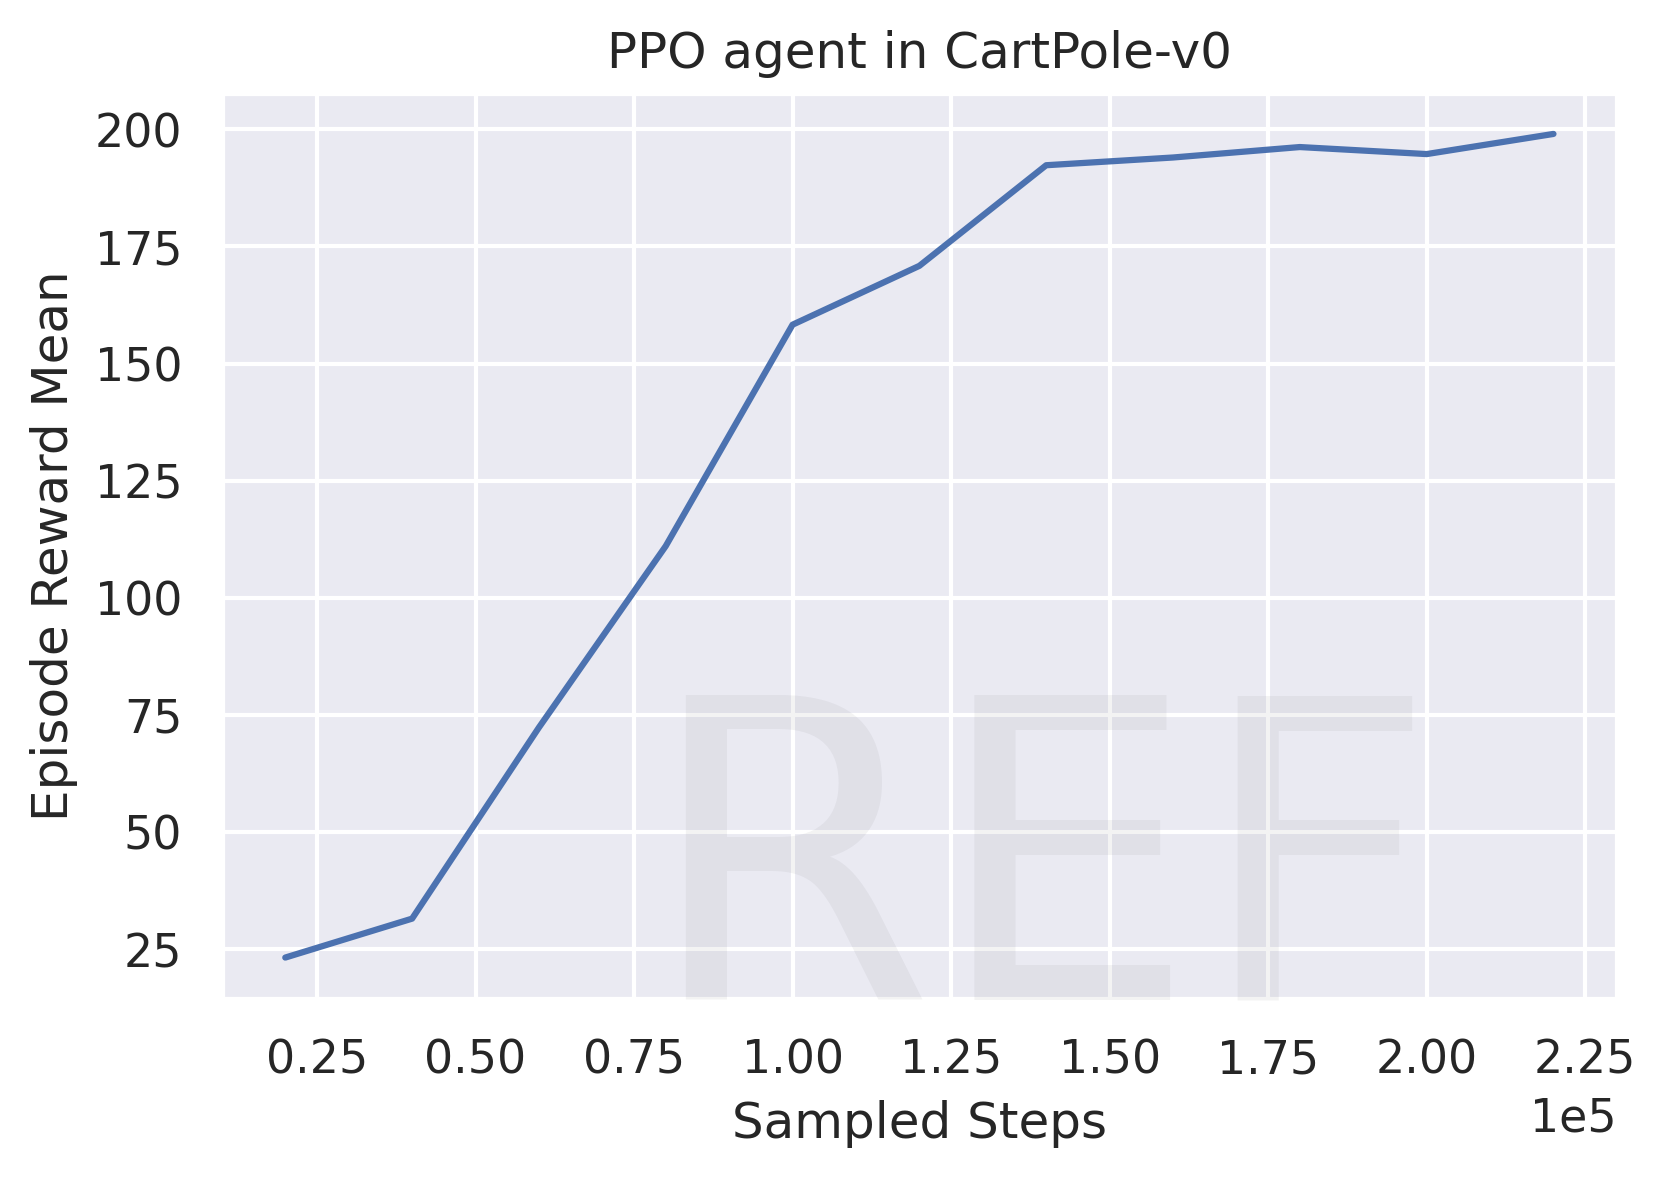 PPO agent in CartPole-v0
Episode Reward Mean
200
175
150
125
100
75
50
25
REF
0.25 0.50 0.75 1.00 1.25 1.50 1.75 2.00 2.25
1e5
Sampled Steps